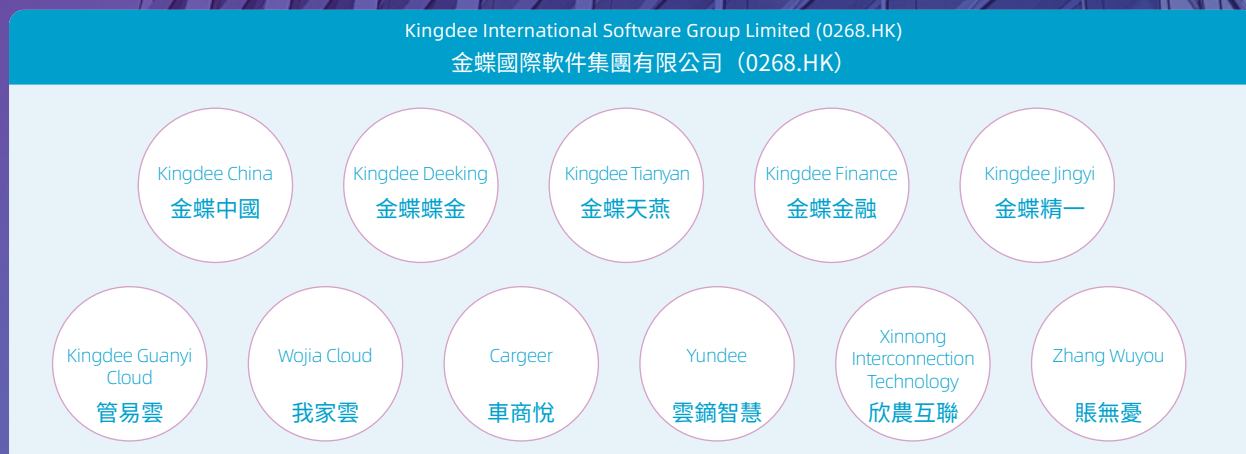 Kingdee International Software Group Limited (0268.HK)
金蝶國際軟件集團有限公司（0268.HK）
Kingdee China
金蝶中國
Kingdee Deeking
金蝶蝶金
Kingdee Tianyan
金蝶天燕
Kingdee Finance
金蝶金融
Kingdee Jingyi
金蝶精一
Kingdee Guanyi
Cloud
管易雲
Wojia Cloud
我家雲
Cargeer
車商悅
Yundee
雲鏑智慧
Xinnong
Interconnection
Technology
欣農互聯
Zhang Wuyou
賬無憂